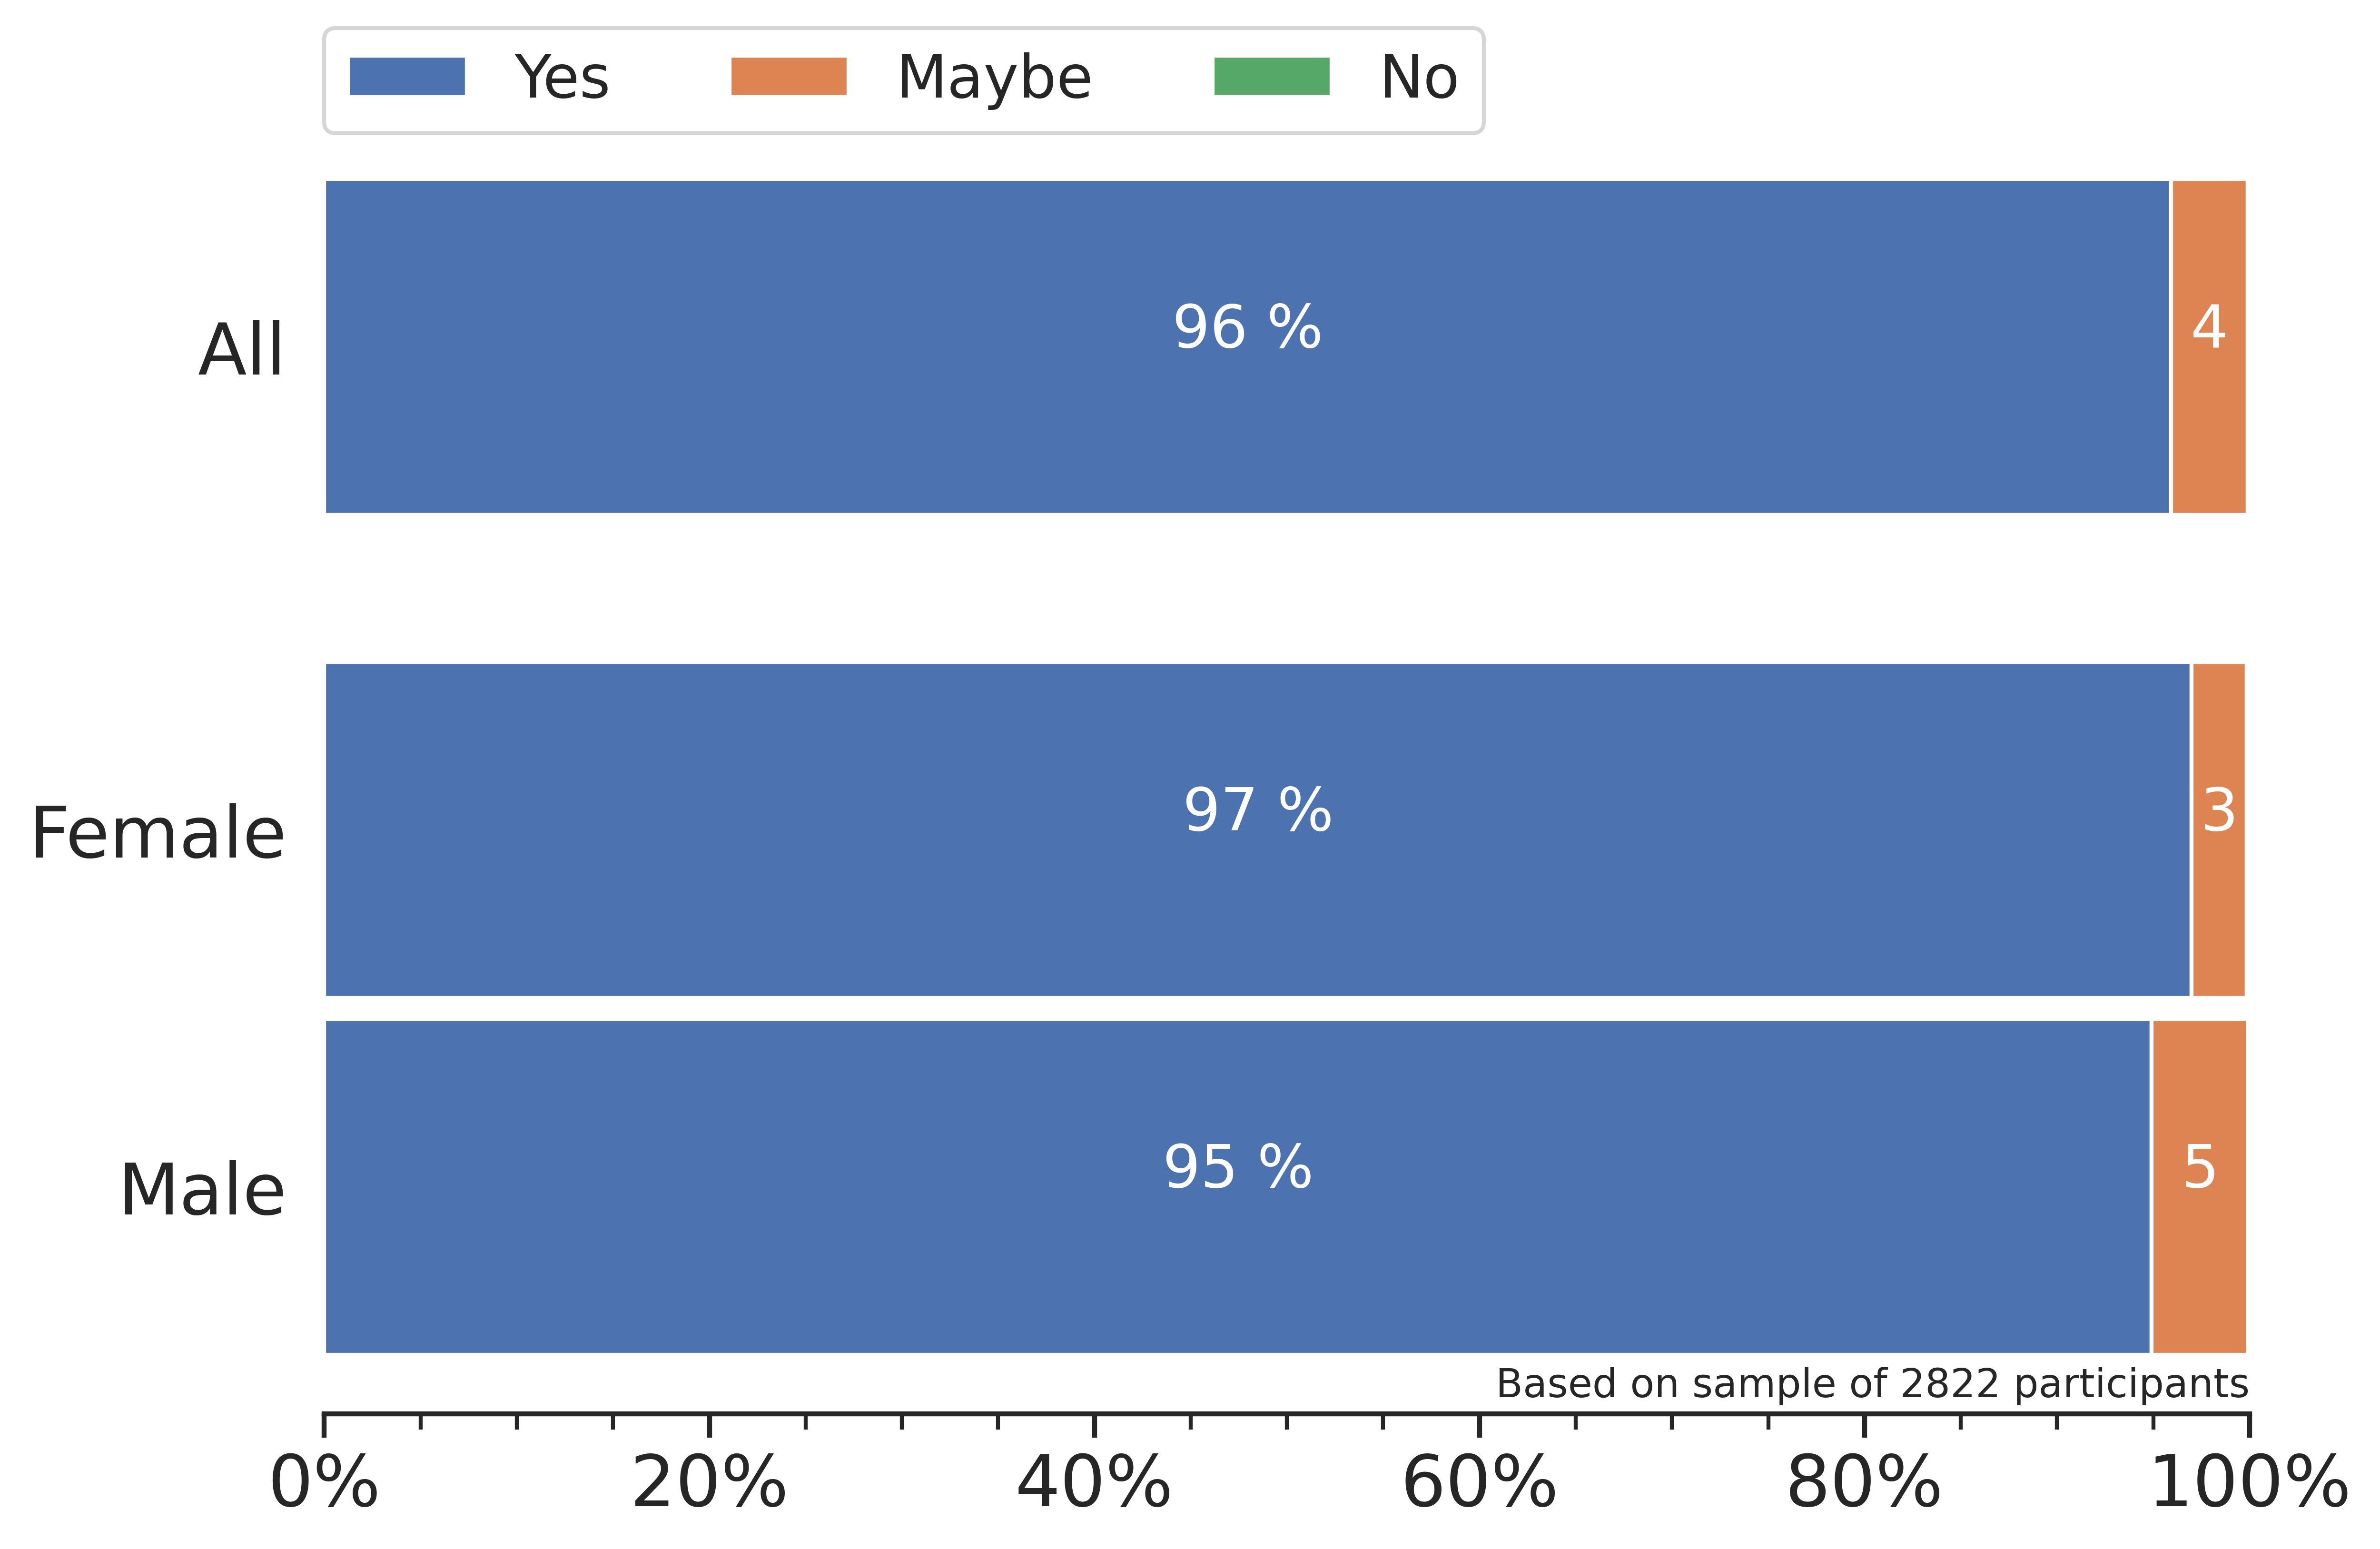 Yes Maybe No
All 96 % 4
Female 97 % 3
Male 95 % 5
Based on sample of 2822 participants
0% 20% 40% 60% 80% 100%